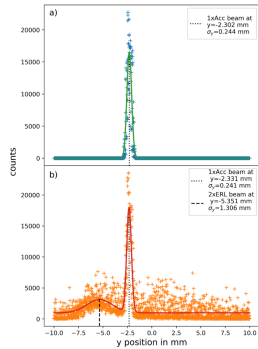 a)
1xAcc beam at
y=-2.302 mm
σy=0.244 mm
20000
15000
10000
5000
0
counts
b)
1xAcc beam at
y=-2.331 mm
σy=0.241 mm
2xERL beam at
y=-5.351 mm
σy=1.306 mm
20000
15000
10000
5000
0
−10.0 −7.5 −5.0 −2.5 0.0 2.5 5.0 7.5 10.0
y position in mm